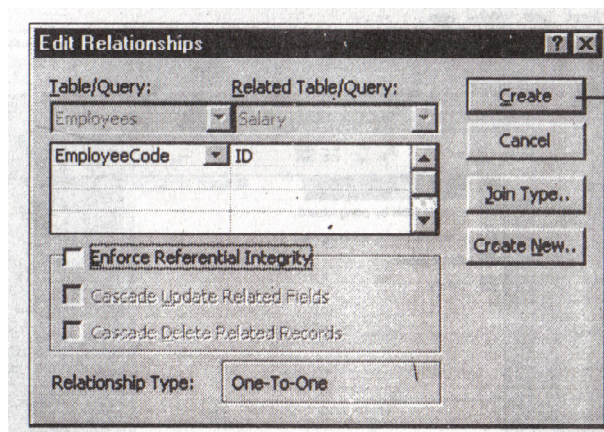 Edit Relationships
Table/Query: Related Table/Query:
Employees Salary
EmployeeCode ID
Enforce Referential Integrity
Cascade Update Related Fields
Cascade Delete Related Records
Relationship Type: One-To-One
Create
Cancel
Join Type..
Create New..